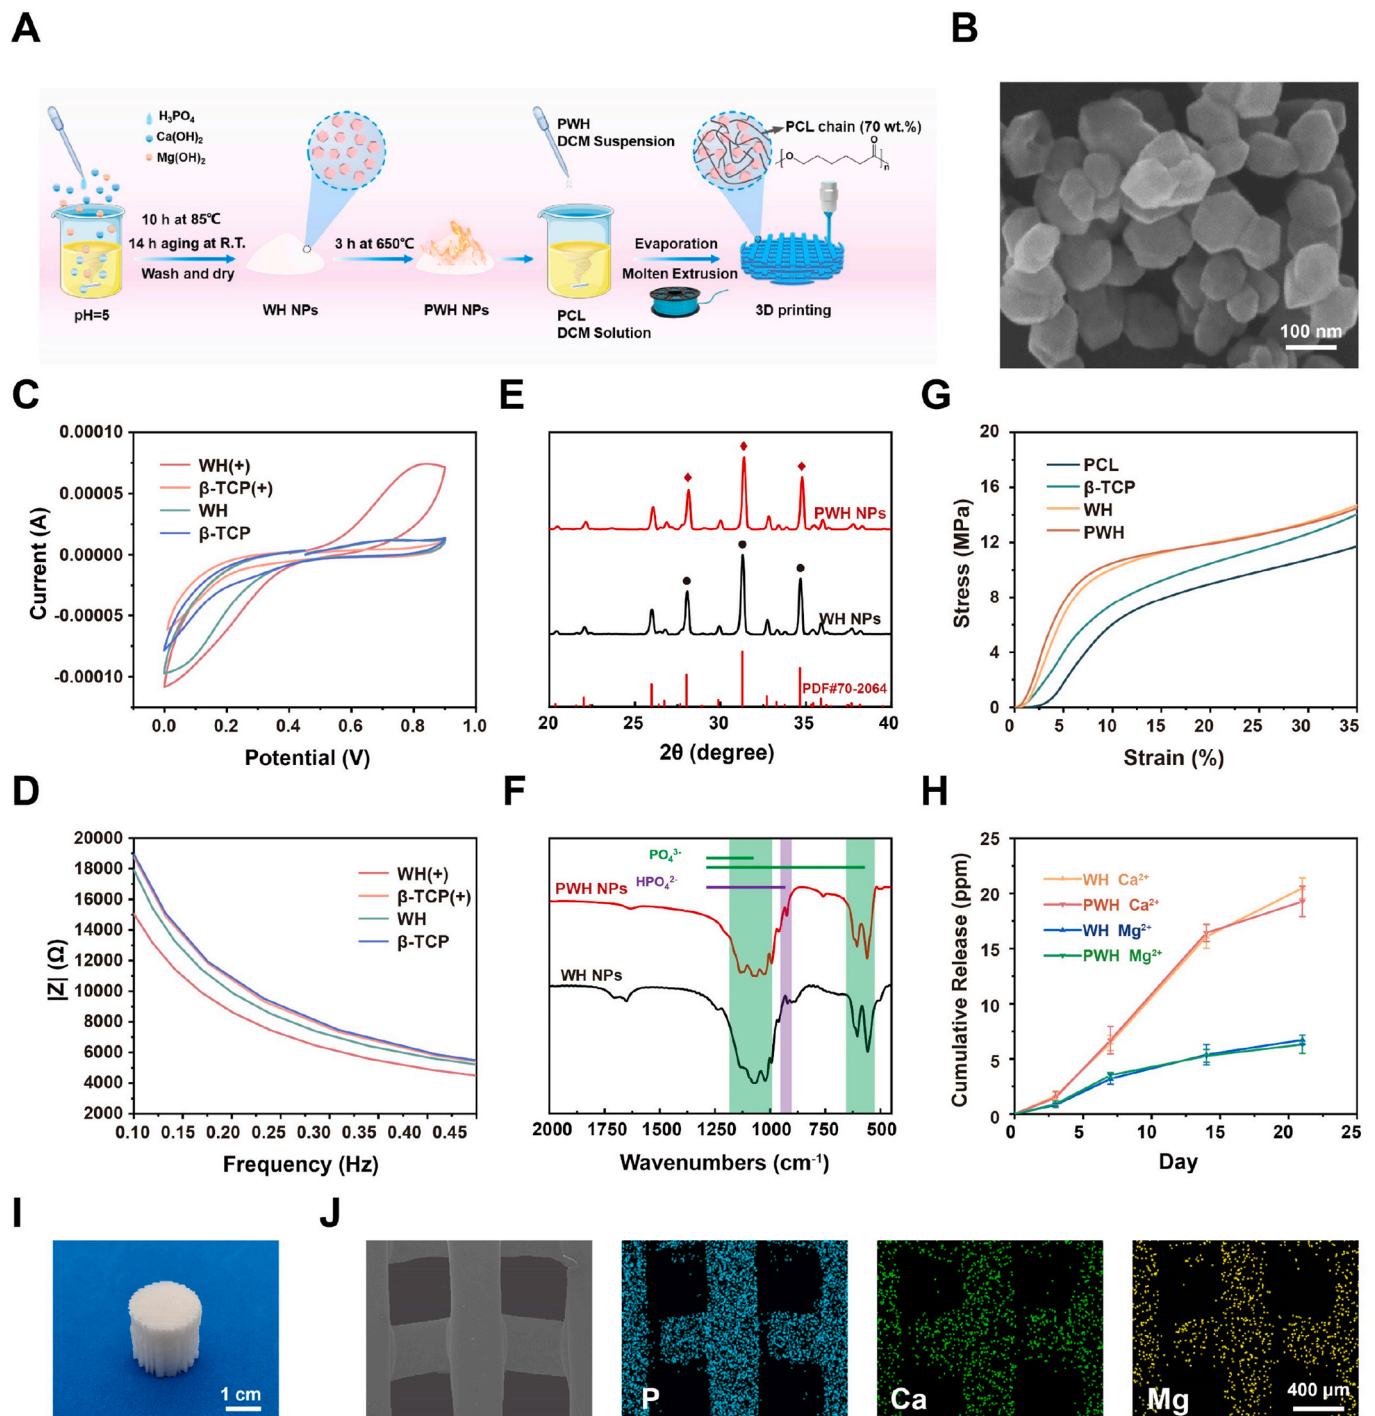 A
B
H₃PO₄
Ca(OH)₂
Mg(OH)₂
10 h at 85℃
14 h aging at R.T.
Wash and dry
pH=5
WH NPs
3 h at 650℃
PWH NPs
PWH
DCM Suspension
PCL
DCM Solution
Evaporation
Molten Extrusion
PCL chain (70 wt.%)
O
O
n
3D printing
100 nm
C
0.00010
0.00005
0.00000
-0.00005
-0.00010
Current (A)
WH(+)
β-TCP(+)
WH
β-TCP
0.0 0.2 0.4 0.6 0.8 1.0
Potential (V)
E
PWH NPs
WH NPs
PDF#70-2064
20 25 30 35 40
2θ (degree)
G
20
16
12
8
4
0
Stress (MPa)
PCL
β-TCP
WH
PWH
0 5 10 15 20 25 30 35
Strain (%)
D
20000
18000
16000
14000
12000
10000
8000
6000
4000
2000
|Z| (Ω)
WH(+)
β-TCP(+)
WH
β-TCP
0.10 0.15 0.20 0.25 0.30 0.35 0.40 0.45
Frequency (Hz)
F
PO₄³⁻
HPO₄²⁻
PWH NPs
WH NPs
2000 1750 1500 1250 1000 750 500
Wavenumbers (cm⁻¹)
H
25
20
15
10
5
0
Cumulative Release (ppm)
WH Ca²⁺
PWH Ca²⁺
WH Mg²⁺
PWH Mg²⁺
0 5 10 15 20 25
Day
I
1 cm
J
P
Ca
Mg
400 μm